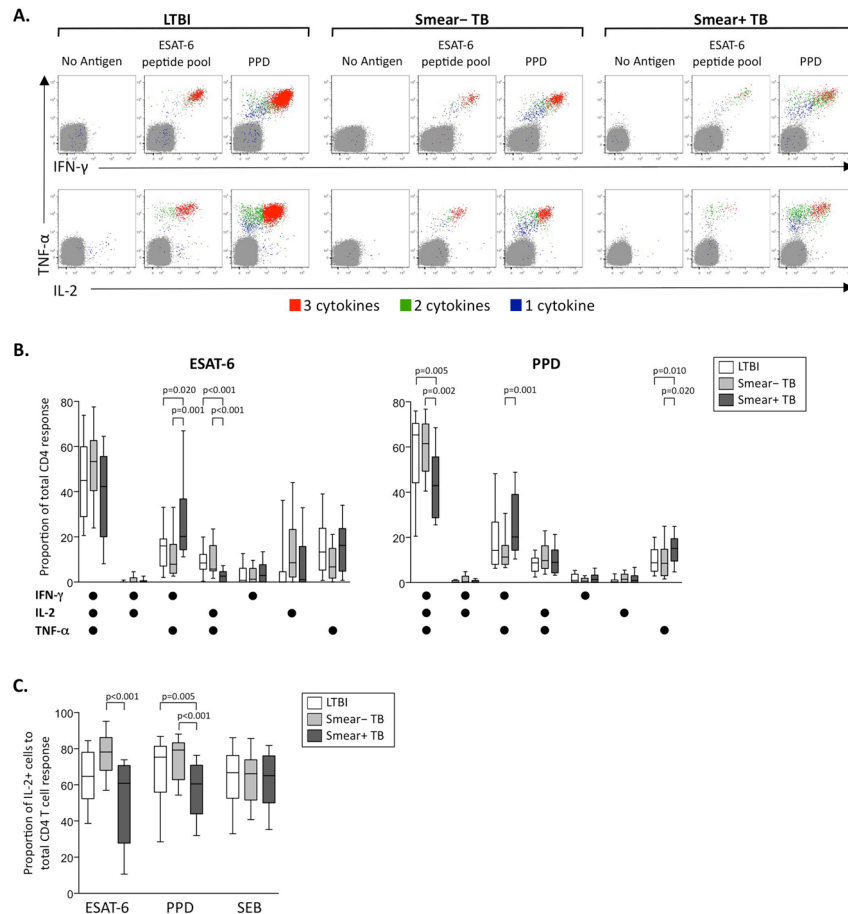 A.
LTBI
Smear− TB
Smear+ TB
No Antigen
ESAT-6
peptide pool
PPD
No Antigen
ESAT-6
peptide pool
PPD
No Antigen
ESAT-6
peptide pool
PPD
IFN-γ
TNF-α
IL-2
3 cytokines
2 cytokines
1 cytokine
B.
ESAT-6
PPD
LTBI
Smear− TB
Smear+ TB
Proportion of total CD4 response
80
60
40
20
0
p=0.020
p=0.001
p<0.001
p<0.001
80
60
40
20
0
p=0.005
p=0.002
p=0.001
p=0.010
p=0.020
IFN-γ
IL-2
TNF-α
C.
LTBI
Smear− TB
Smear+ TB
Proportion of IL-2+ cells to
total CD4 T cell response
100
80
60
40
20
0
p<0.001
p=0.005
p<0.001
ESAT-6
PPD
SEB